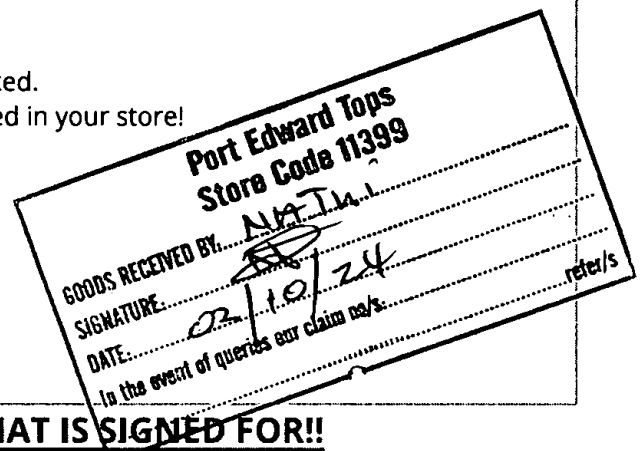 ted.
ed in your store!
Port Edward Tops
Store Code 11399
GOODS RECEIVED BY: NATHI
SIGNATURE:
DATE: 02/10/24
In the event of queries our claim no/s: refer/s
HAT IS SIGNED FOR!!